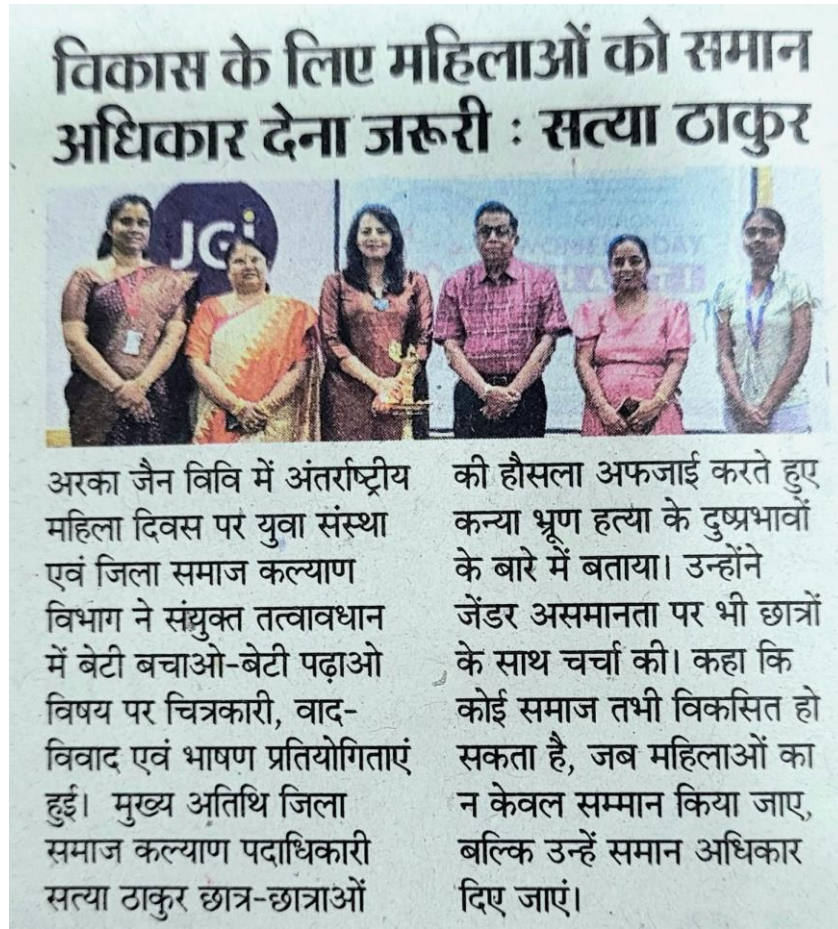 विकास के लिए महिलाओं को समान
अधिकार देना जरूरी : सत्या ठाकुर
JGi
अरका जैन विवि में अंतर्राष्ट्रीय
महिला दिवस पर युवा संस्था
एवं जिला समाज कल्याण
विभाग ने संयुक्त तत्वावधान
में बेटी बचाओ-बेटी पढ़ाओ
विषय पर चित्रकारी, वाद-
विवाद एवं भाषण प्रतियोगिताएं
हुई। मुख्य अतिथि जिला
समाज कल्याण पदाधिकारी
सत्या ठाकुर छात्र-छात्राओं
की हौसला अफजाई करते हुए
कन्या भ्रूण हत्या के दुष्प्रभावों
के बारे में बताया। उन्होंने
जेंडर असमानता पर भी छात्रों
के साथ चर्चा की। कहा कि
कोई समाज तभी विकसित हो
सकता है, जब महिलाओं का
न केवल सम्मान किया जाए,
बल्कि उन्हें समान अधिकार
दिए जाएं।